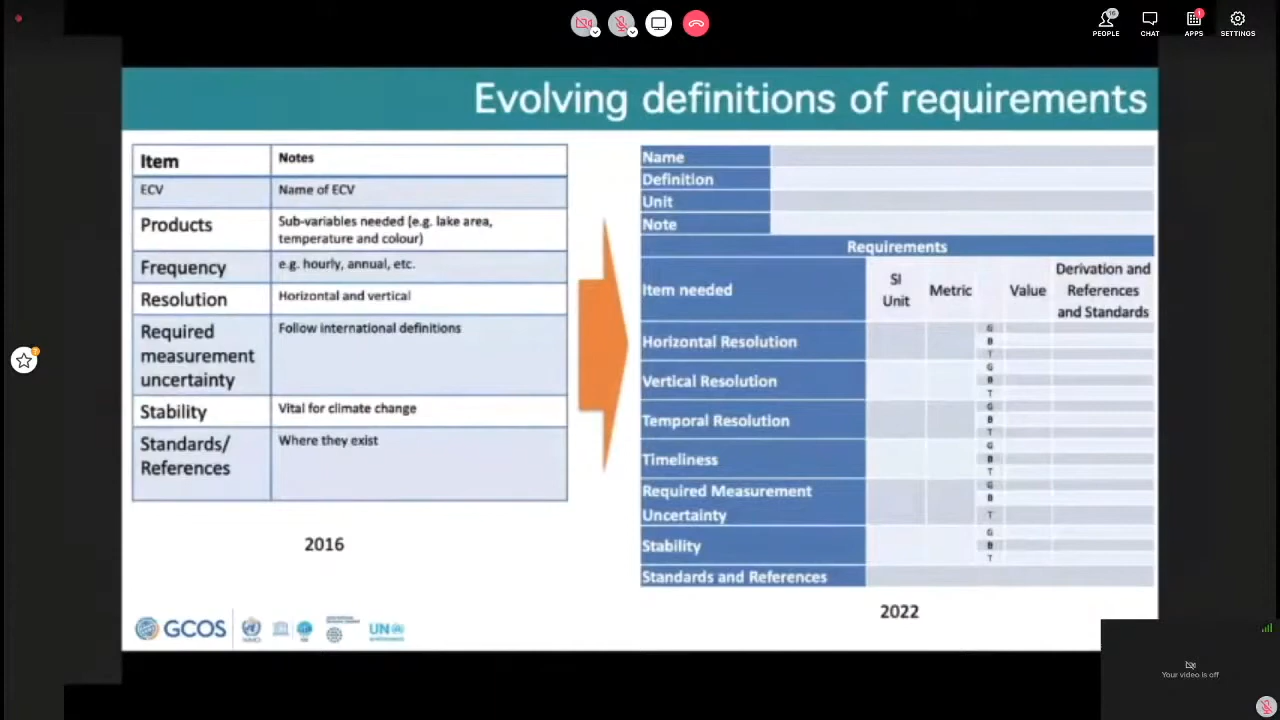 16
1
PEOPLE
CHAT
APPS
SETTINGS
Evolving definitions of requirements
Item
Notes
ECV
Name of ECV
Products
Sub-variables needed (e.g. lake area,
temperature and colour)
Frequency
e.g. hourly, annual, etc.
Resolution
Horizontal and vertical
Required
measurement
uncertainty
Follow international definitions
Stability
Vital for climate change
Standards/
References
Where they exist
2016
Name
Definition
Unit
Note
Requirements
Item needed
SI
Unit
Metric
Value
Derivation and
References
and Standards
Horizontal Resolution
G
B
T
Vertical Resolution
G
B
T
Temporal Resolution
G
B
T
Timeliness
G
B
T
Required Measurement
Uncertainty
G
B
T
Stability
G
B
T
Standards and References
2022
GCOS
UN
Your video is off